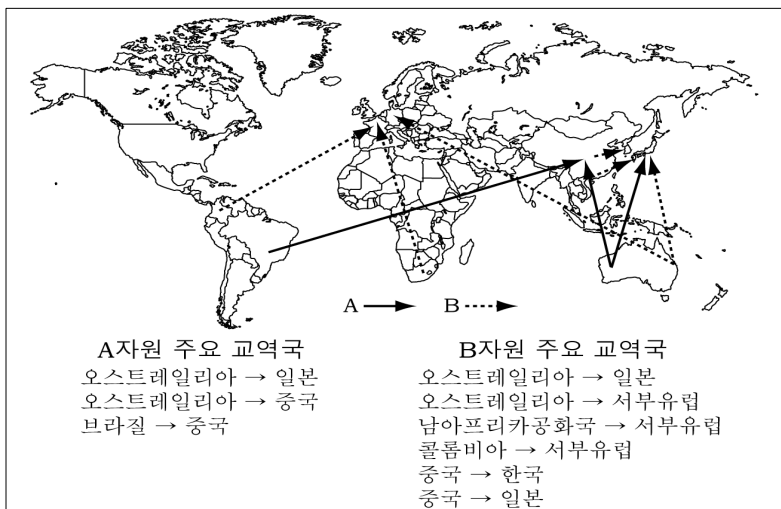 A B
A자원 주요 교역국
오스트레일리아 → 일본
오스트레일리아 → 중국
브라질 → 중국
B자원 주요 교역국
오스트레일리아 → 일본
오스트레일리아 → 서부유럽
남아프리카공화국 → 서부유럽
콜롬비아 → 서부유럽
중국 → 한국
중국 → 일본